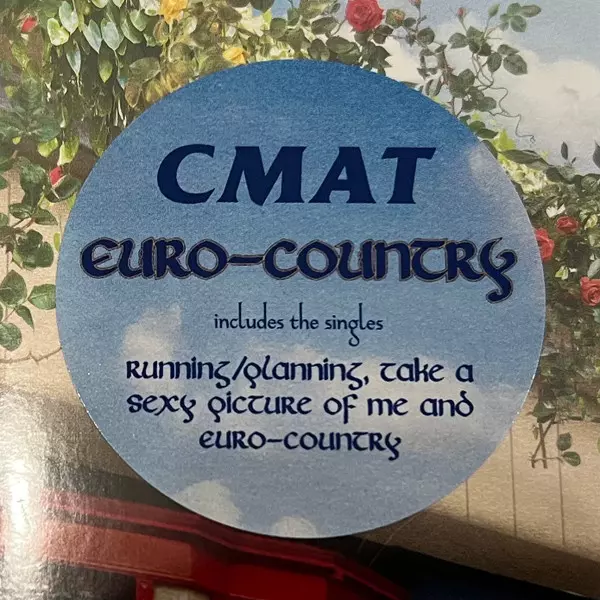 CMAT
EURO-COUNTRY
includes the singles
RUNNING/PLANNING, TAKE A
SEXY PICTURE OF ME AND
EURO-COUNTRY